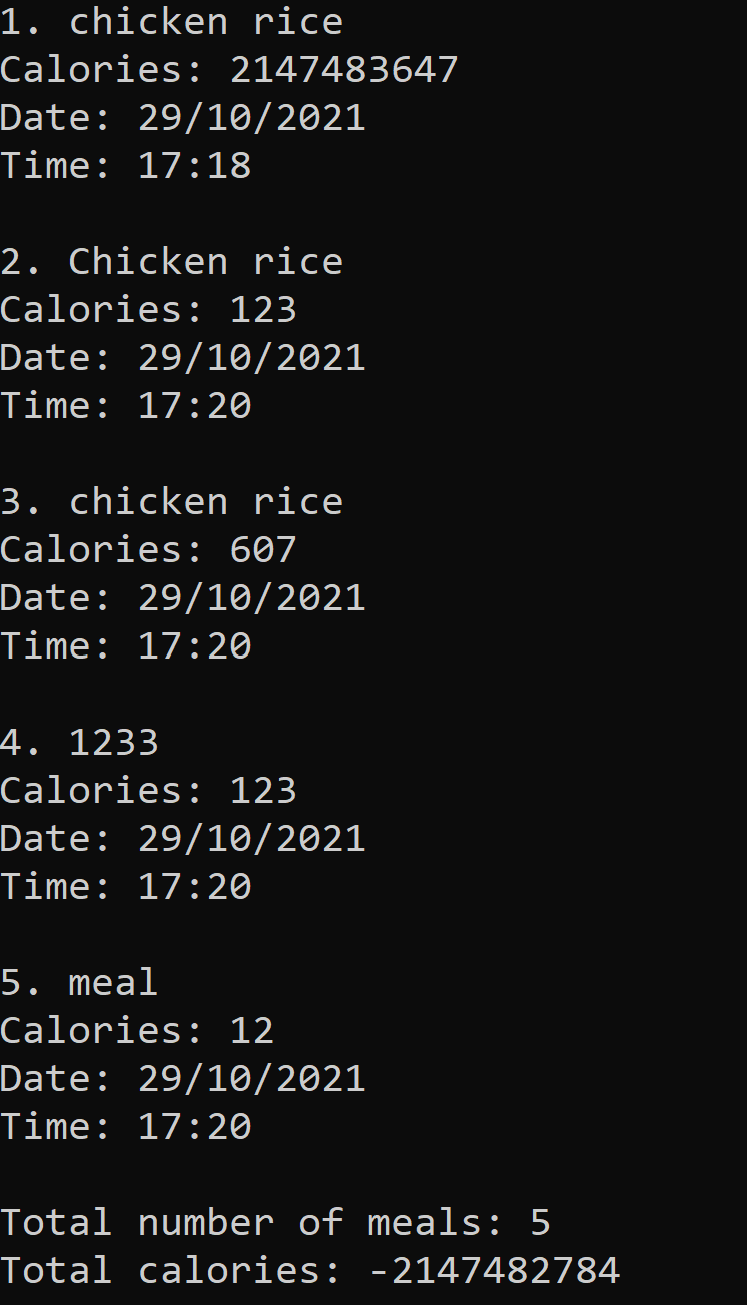 1. chicken rice
Calories: 2147483647
Date: 29/10/2021
Time: 17:18
2. Chicken rice
Calories: 123
Date: 29/10/2021
Time: 17:20
3. chicken rice
Calories: 607
Date: 29/10/2021
Time: 17:20
4. 1233
Calories: 123
Date: 29/10/2021
Time: 17:20
5. meal
Calories: 12
Date: 29/10/2021
Time: 17:20
Total number of meals: 5
Total calories: -2147482784